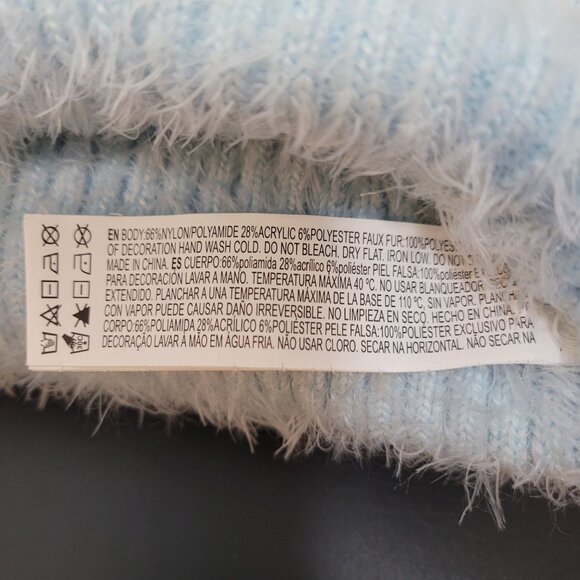 EN BODY:66%NYLON/POLYAMIDE 28%ACRYLIC 6%POLYESTER FAUX FUR:100%POLYES
OF DECORATION HAND WASH COLD. DO NOT BLEACH. DRY FLAT. IRON LOW. DO NOT
MADE IN CHINA. ES CUERPO:66%poliamida 28%acrílico 6%poliéster PIEL FALSA:100%poliéster
PARA DECORACIÓN LAVAR A MANO. TEMPERATURA MÁXIMA 40 ºC. NO USAR BLANQUEADOR.
EXTENDIDO. PLANCHAR A UNA TEMPERATURA MÁXIMA DE LA BASE DE 110 ºC, SIN VAPOR. PLANCH
CON VAPOR PUEDE CAUSAR DAÑO IRREVERSIBLE. NO LIMPIEZA EN SECO. HECHO EN CHINA.
CORPO:66%POLIAMIDA 28%ACRÍLICO 6%POLIÉSTER PELE FALSA:100%POLIÉSTER EXCLUSIVO PARA
DECORAÇÃO LAVAR À MÃO EM ÁGUA FRIA. NÃO USAR CLORO. SECAR NA HORIZONTAL. NÃO SECAR NA